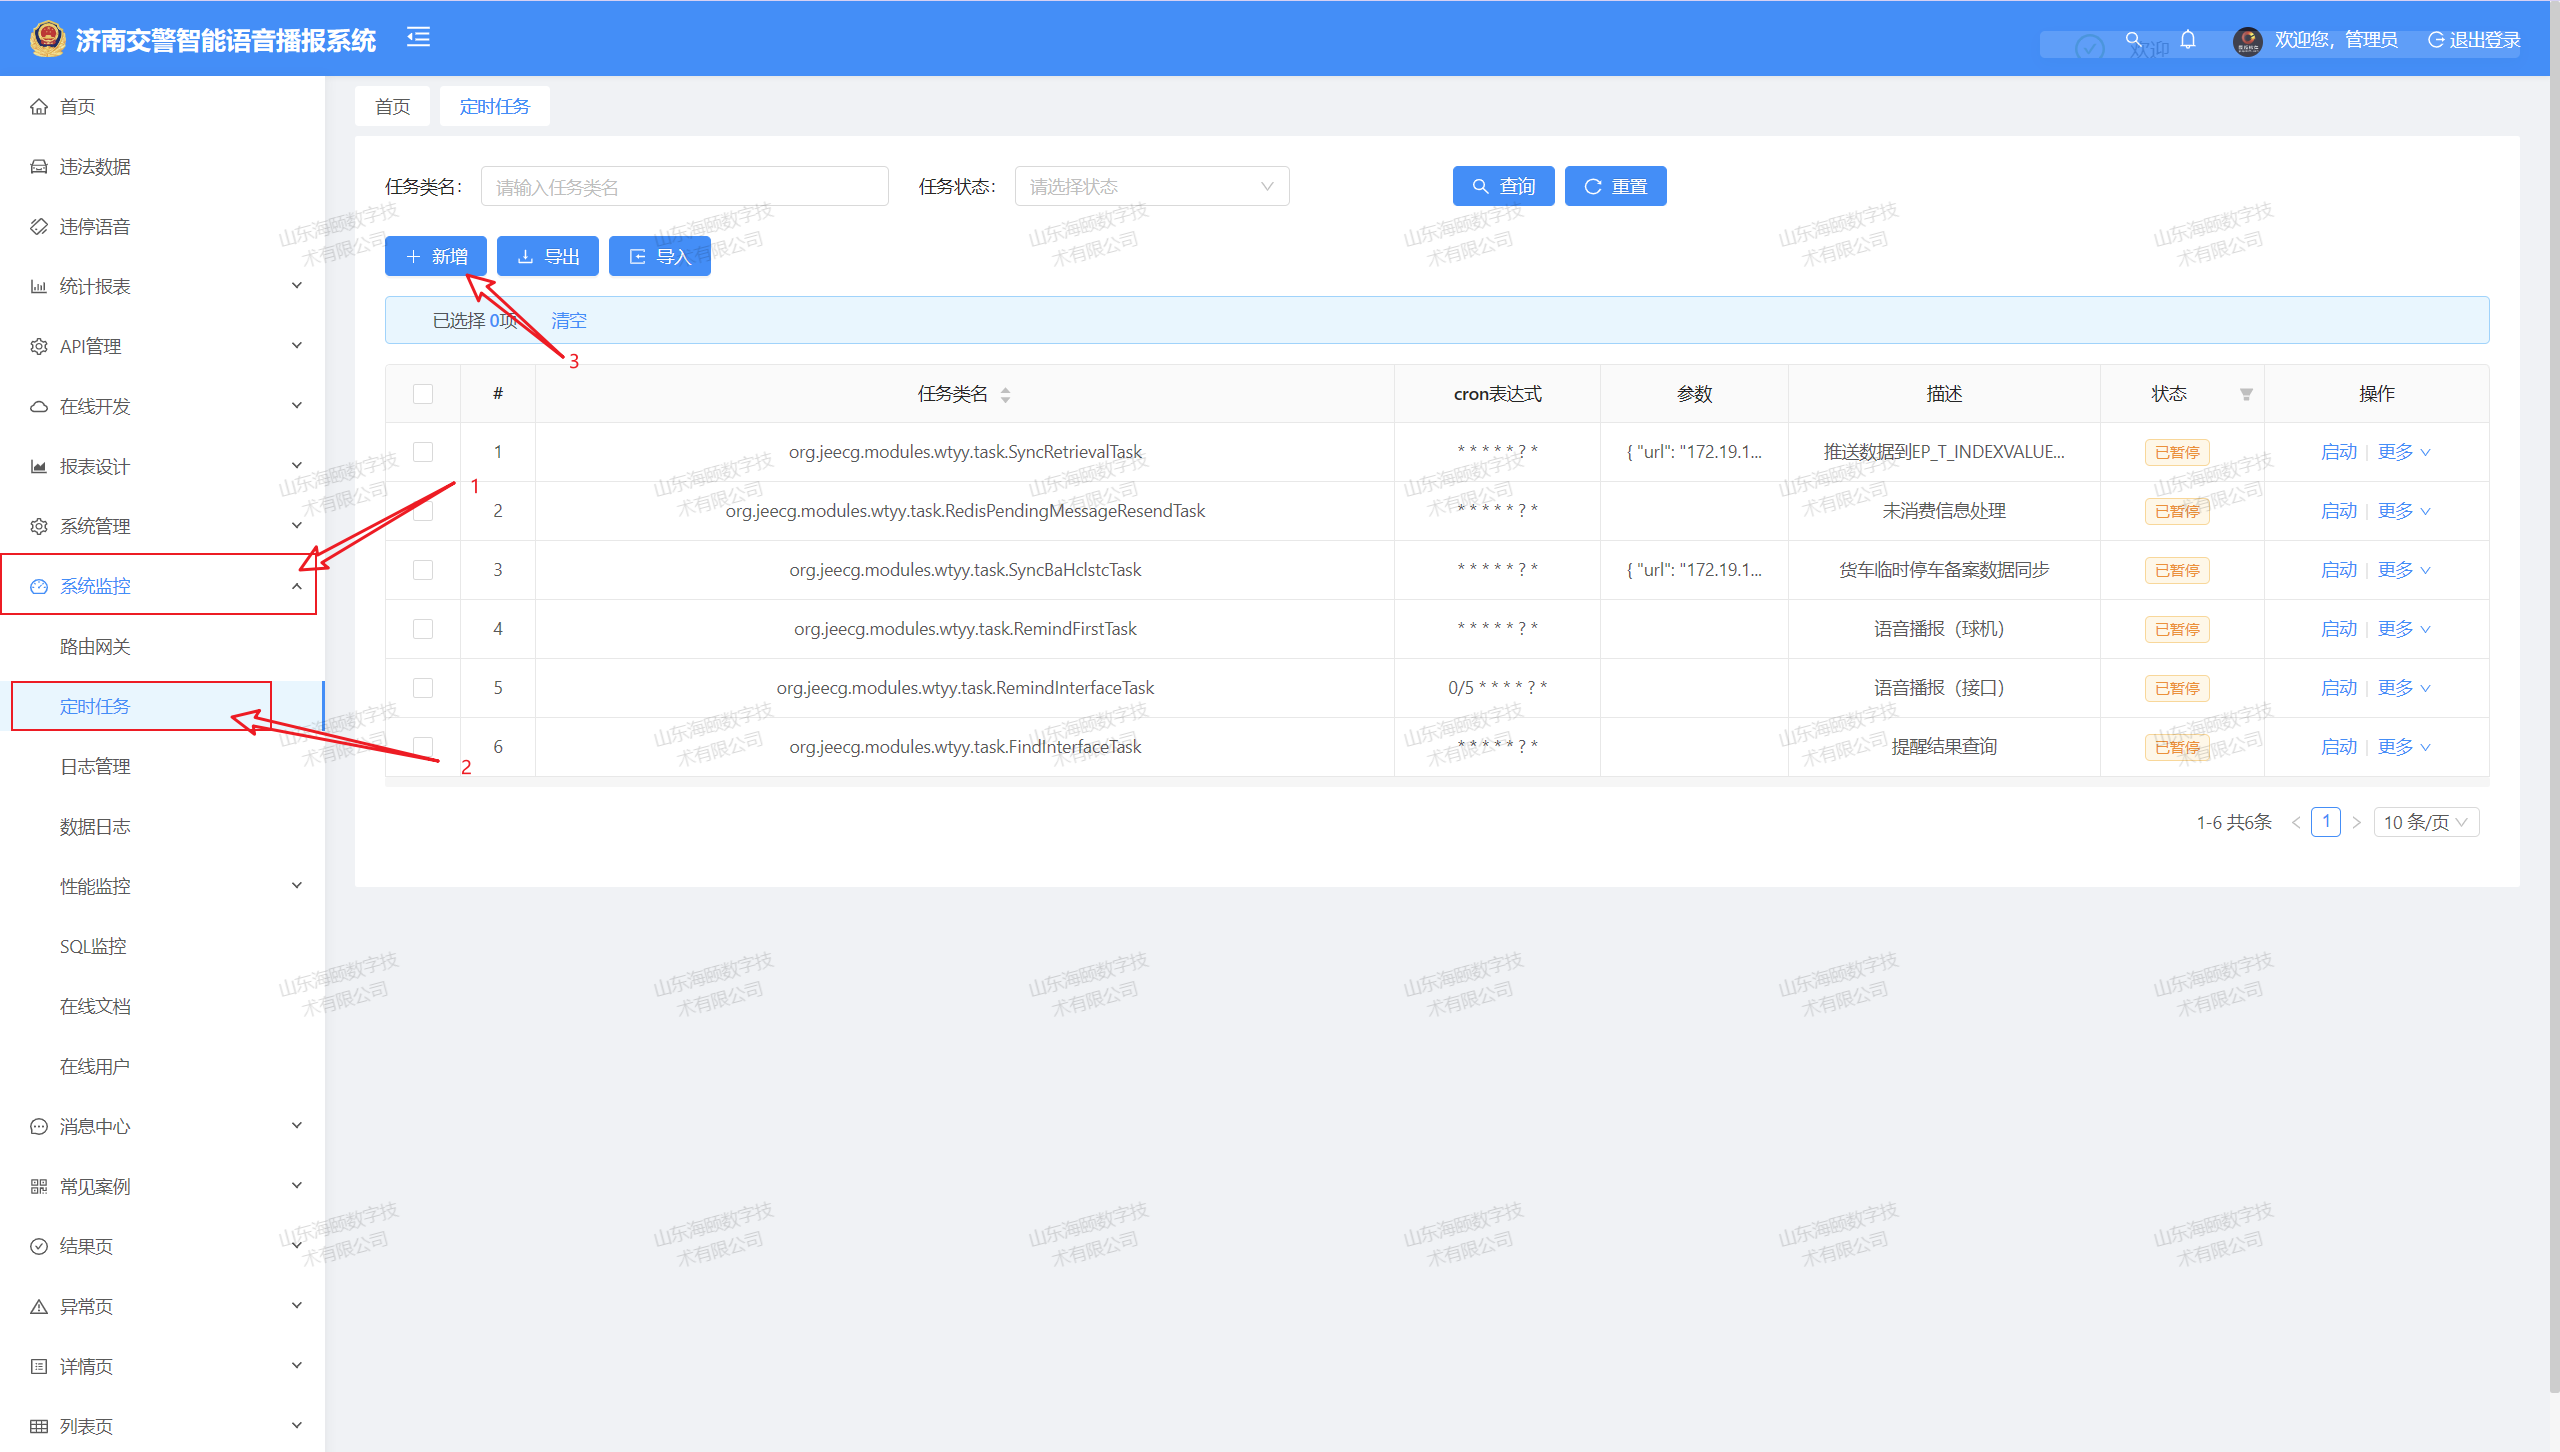 济南交警智能语音播报系统
欢迎
欢迎您，管理员
退出登录
首页
违法数据
违停语音
统计报表
API管理
在线开发
报表设计
系统管理
系统监控
路由网关
定时任务
日志管理
数据日志
性能监控
SQL监控
在线文档
在线用户
消息中心
常见案例
结果页
异常页
详情页
列表页
首页 定时任务
任务类名： 请输入任务类名 任务状态： 请选择状态 查询 重置
新增 导出 导入
已选择 0项 清空
3
1
2
# 任务类名 cron表达式 参数 描述 状态 操作
1 org.jeecg.modules.wtyy.task.SyncRetrievalTask * * * * * ? * { "url": "172.19.1... 推送数据到EP_T_INDEXVALUE... 已暂停 启动 更多
2 org.jeecg.modules.wtyy.task.RedisPendingMessageResendTask * * * * * ? * 未消费信息处理 已暂停 启动 更多
3 org.jeecg.modules.wtyy.task.SyncBaHclstcTask * * * * * ? * { "url": "172.19.1... 货车临时停车备案数据同步 已暂停 启动 更多
4 org.jeecg.modules.wtyy.task.RemindFirstTask * * * * * ? * 语音播报（球机） 已暂停 启动 更多
5 org.jeecg.modules.wtyy.task.RemindInterfaceTask 0/5 * * * * ? * 语音播报（接口） 已暂停 启动 更多
6 org.jeecg.modules.wtyy.task.FindInterfaceTask * * * * * ? * 提醒结果查询 已暂停 启动 更多
1-6 共6条 < 1 > 10 条/页
山东海颐数字技
术有限公司